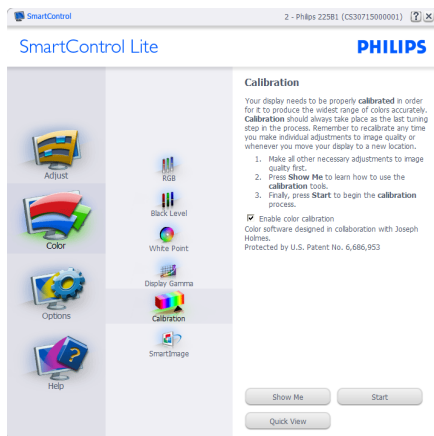 SmartControl
2 - Philips 225B1 (CS30715000001)
SmartControl Lite
PHILIPS
Adjust
Color
Options
Help
RGB
Black Level
White Point
Display Gamma
Calibration
SmartImage
Calibration
Your display needs to be properly calibrated in order
for it to produce the widest range of colors accurately.
Calibration should always take place as the last tuning
step in the process. Remember to recalibrate any time
you make individual adjustments to image quality or
whenever you move your display to a new location.
1. Make all other necessary adjustments to image
quality first.
2. Press Show Me to learn how to use the
calibration tools.
3. Finally, press Start to begin the calibration
process.
Enable color calibration
Color software designed in collaboration with Joseph
Holmes.
Protected by U.S. Patent No. 6,686,953
Show Me
Start
Quick View